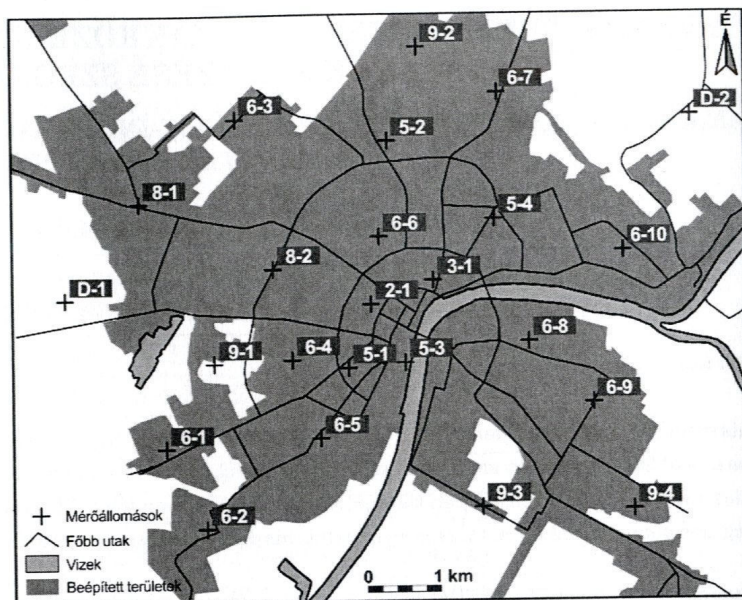 9-2
É
6-7
D-2
6-3
5-2
8-1
5-4
6-6
6-10
8-2
3-1
D-1
2-1
6-8
9-1
6-4
5-1
5-3
6-9
6-1
6-5
9-3
9-4
6-2
Mérőállomások
Főbb utak
Vizek
Beépített területek
0 1 km